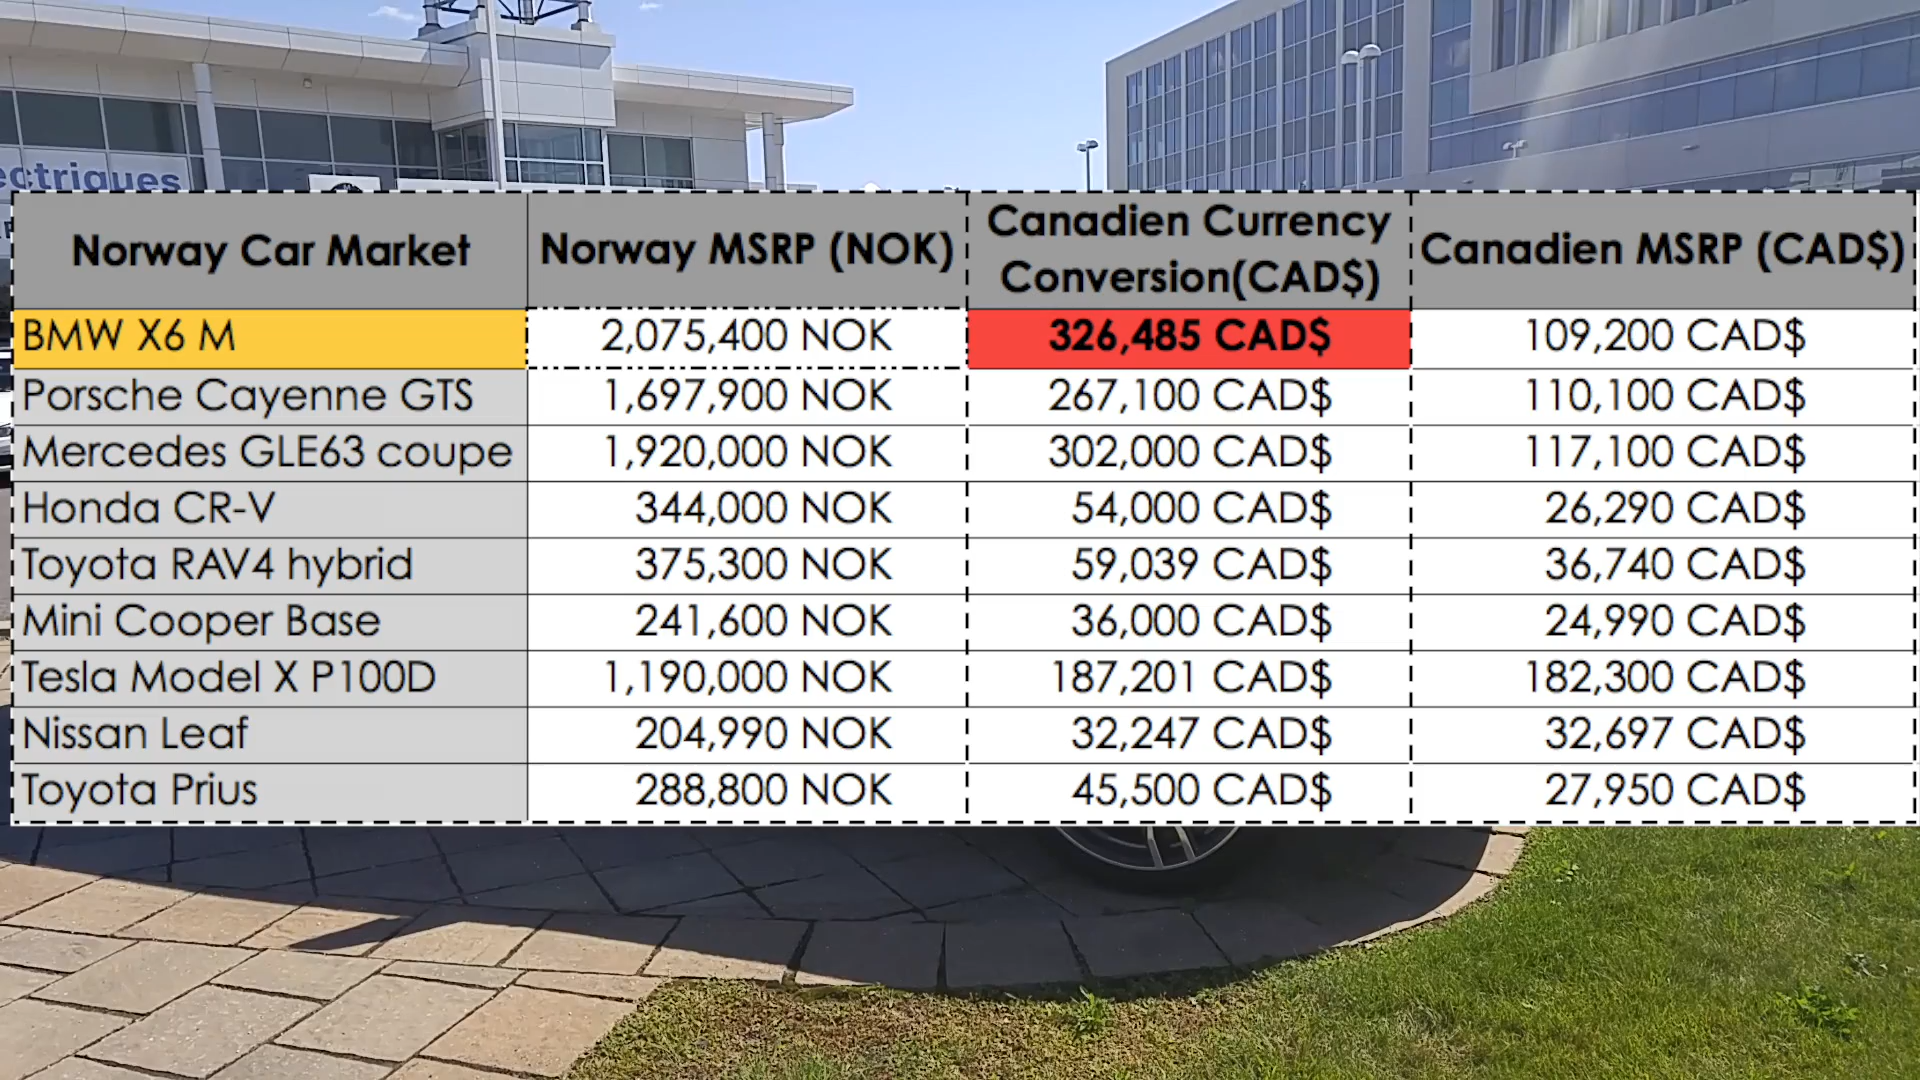 ectriques
Norway Car Market Norway MSRP (NOK) Canadien Currency Conversion(CAD$) Canadien MSRP (CAD$)
BMW X6 M 2,075,400 NOK 326,485 CAD$ 109,200 CAD$
Porsche Cayenne GTS 1,697,900 NOK 267,100 CAD$ 110,100 CAD$
Mercedes GLE63 coupe 1,920,000 NOK 302,000 CAD$ 117,100 CAD$
Honda CR-V 344,000 NOK 54,000 CAD$ 26,290 CAD$
Toyota RAV4 hybrid 375,300 NOK 59,039 CAD$ 36,740 CAD$
Mini Cooper Base 241,600 NOK 36,000 CAD$ 24,990 CAD$
Tesla Model X P100D 1,190,000 NOK 187,201 CAD$ 182,300 CAD$
Nissan Leaf 204,990 NOK 32,247 CAD$ 32,697 CAD$
Toyota Prius 288,800 NOK 45,500 CAD$ 27,950 CAD$